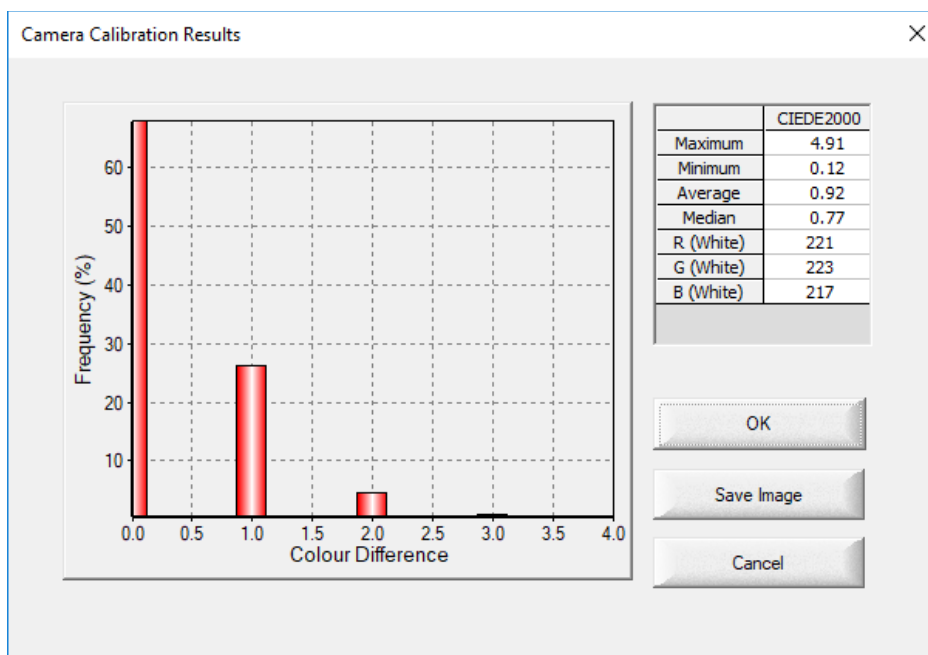 Camera Calibration Results
Frequency (%)
60
50
40
30
20
10
0.0 0.5 1.0 1.5 2.0 2.5 3.0 3.5 4.0
Colour Difference
CIEDE2000
Maximum 4.91
Minimum 0.12
Average 0.92
Median 0.77
R (White) 221
G (White) 223
B (White) 217
OK
Save Image
Cancel